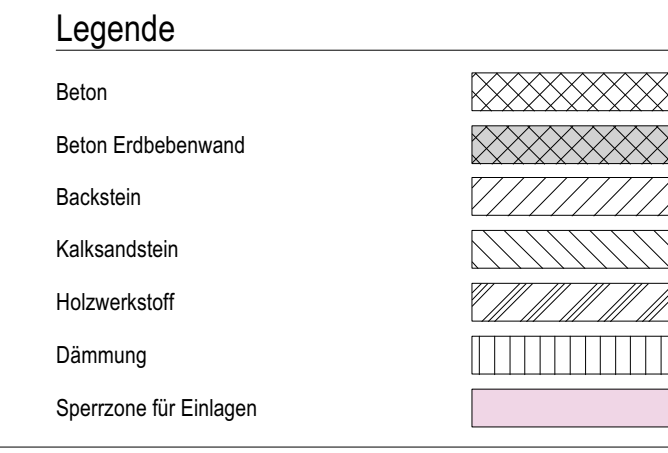 Legende
Beton
Beton Erdbebenwand
Backstein
Kalksandstein
Holzwerkstoff
Dämmung
Sperrzone für Einlagen